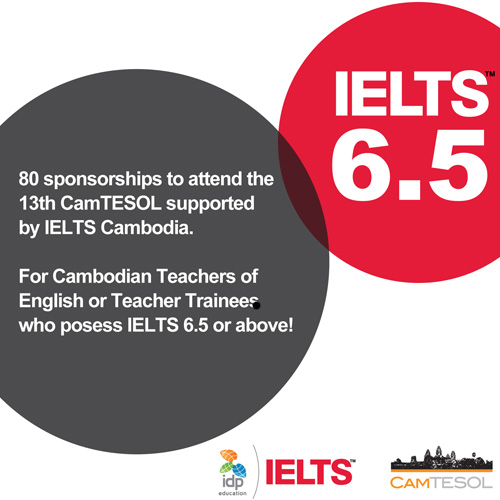 IELTS™
6.5
80 sponsorships to attend the
13th CamTESOL supported
by IELTS Cambodia.
For Cambodian Teachers of
English or Teacher Trainees
who posess IELTS 6.5 or above!
idp
education
IELTS™
CAMTESOL